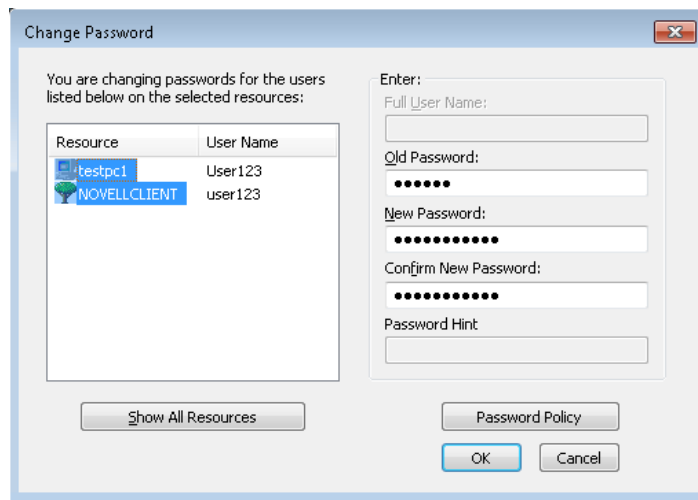 Change Password
You are changing passwords for the users
listed below on the selected resources:
Resource User Name
testpc1 User123
NOVELLCLIENT user123
Show All Resources
Enter:
Full User Name:
Old Password:
●●●●●●
New Password:
●●●●●●●●●●●
Confirm New Password:
●●●●●●●●●●●
Password Hint
Password Policy
OK Cancel